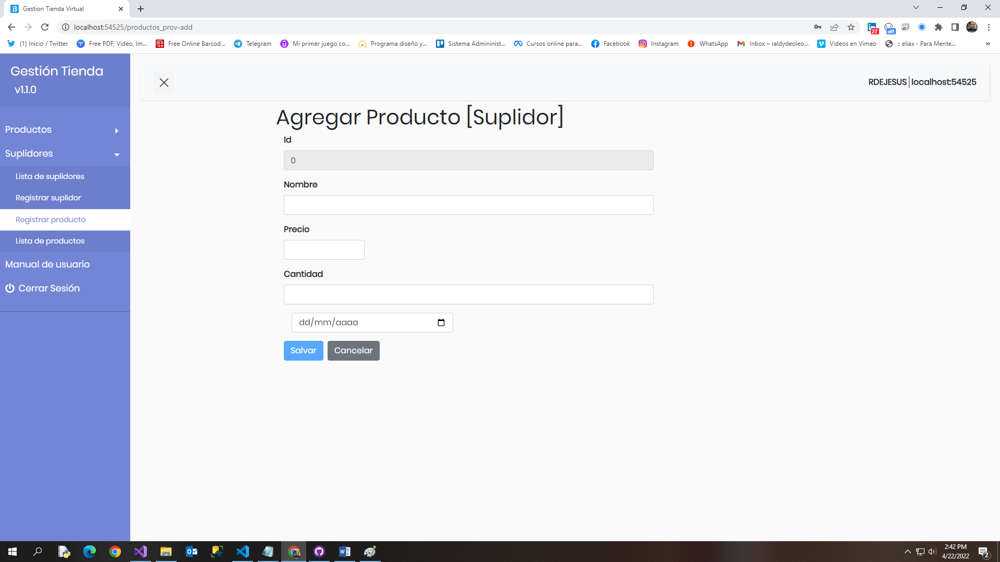 Gestion Tienda Virtual
localhost:54525/productos_prov-add
27
off
(1) Inicio / Twitter
Free PDF, Video, Im...
Free Online Barcod...
Telegram
Mi primer juego co...
Programa diseño y...
Sistema Admininist...
Cursos online para...
Facebook
Instagram
WhatsApp
Inbox – raldydeoleo...
Videos en Vimeo
:: eliax - Para Mente...
»
Gestión Tienda
v1.1.0
RDEJESUS
localhost:54525
Productos
Suplidores
Lista de suplidores
Registrar suplidor
Registrar producto
Lista de productos
Manual de usuario
Cerrar Sesión
Agregar Producto [Suplidor]
Id
0
Nombre
Precio
Cantidad
dd/mm/aaaa
Salvar
Cancelar
2:42 PM
4/22/2022
2